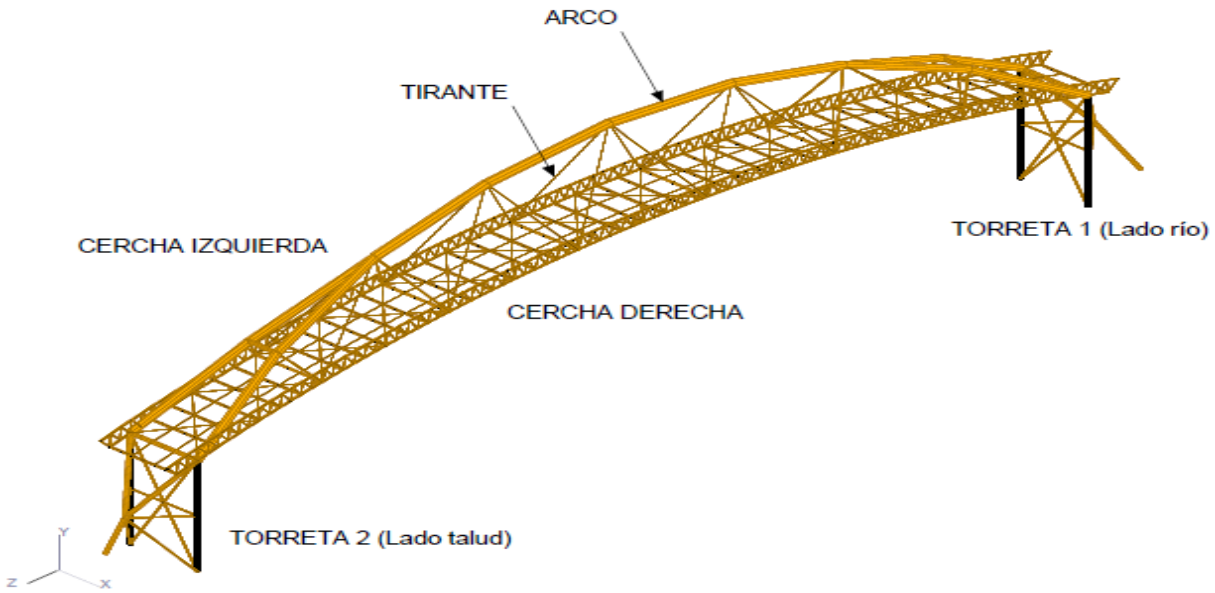 ARCO
TIRANTE
TORRETA 1 (Lado río)
CERCHA IZQUIERDA
CERCHA DERECHA
TORRETA 2 (Lado talud)
Y
Z
X